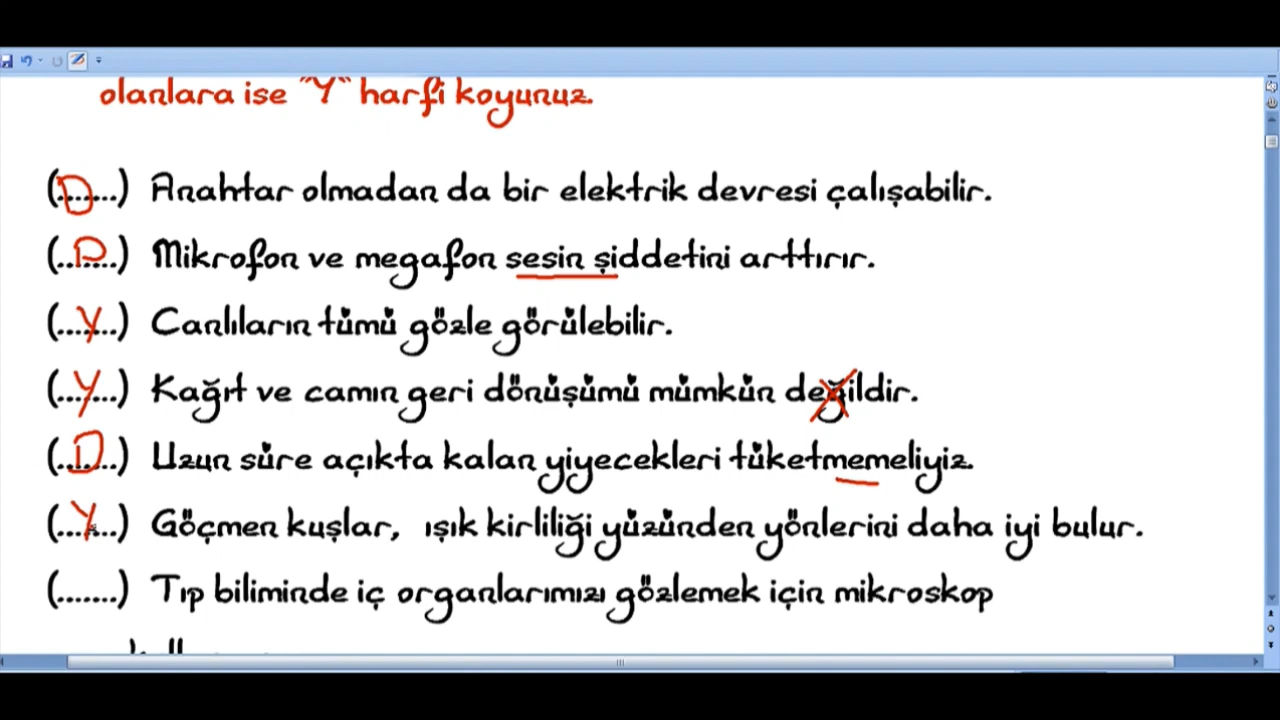 olanlara ise "Y" harfi koyunuz.
(..D...) Anahtar olmadan da bir elektrik devresi çalışabilir.
(..D...) Mikrofon ve megafon sesin şiddetini arttırır.
(...Y...) Canlıların tümü gözle görülebilir.
(...Y...) Kağıt ve camın geri dönüşümü mümkün değildir.
(...D...) Uzun süre açıkta kalan yiyecekleri tüketmemeliyiz.
(...Y...) Göçmen kuşlar, ışık kirliliği yüzünden yönlerini daha iyi bulur.
(.......) Tıp biliminde iç organlarımızı gözlemek için mikroskop